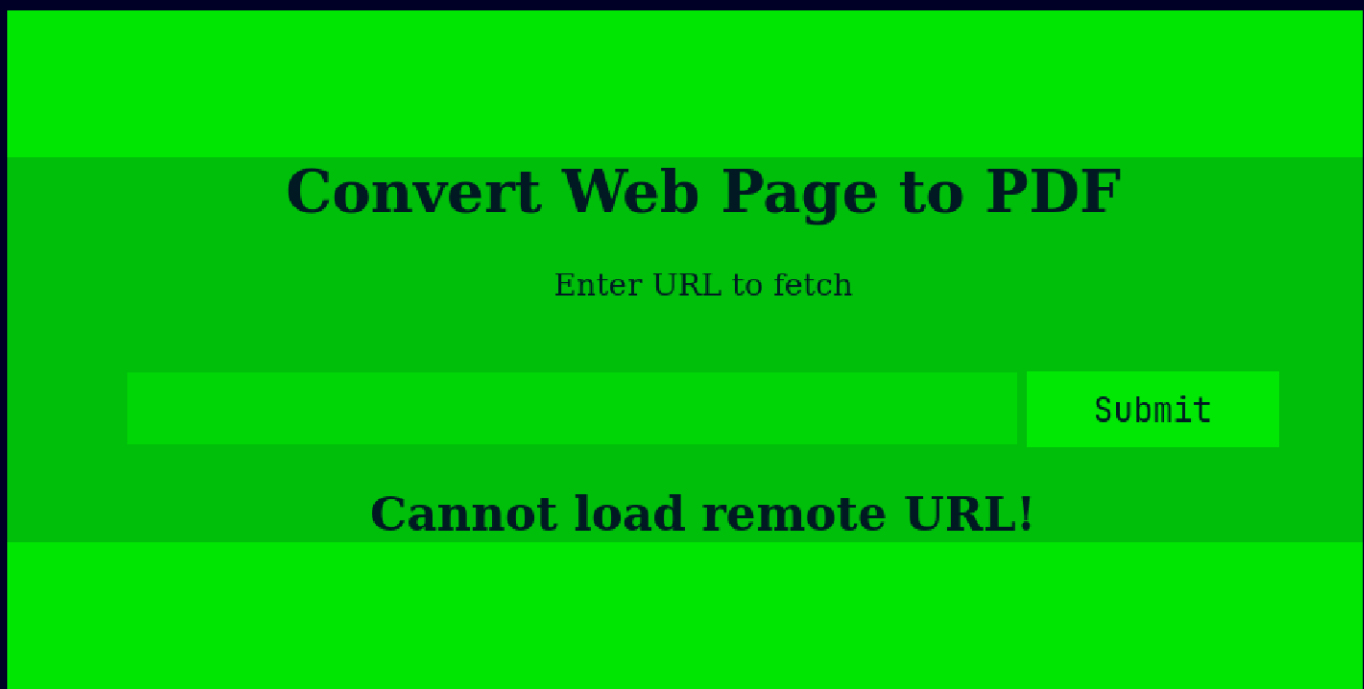 Convert Web Page to PDF
Enter URL to fetch
Submit
Cannot load remote URL!